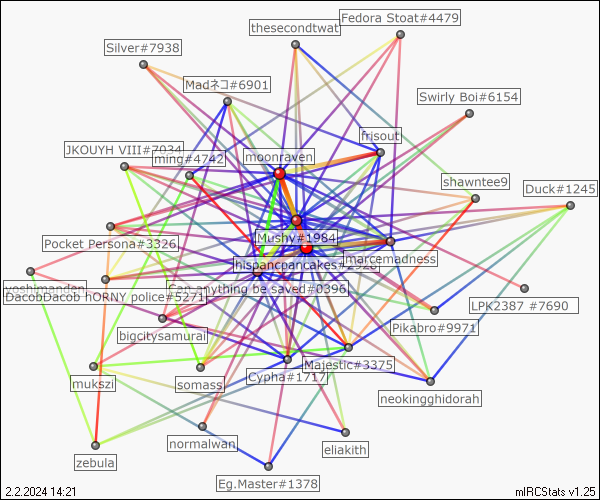 Fedora Stoat#4479
thesecondtwat
Silver#7938
Madネコ#6901
Swirly Boi#6154
frisout
JKOUYH VIII#7034
ming#4742
moonraven
shawntee9
Duck#1245
Mushy#1984
Pocket Persona#3326
marcemadness
hispancpancakes#2928
yoshimanden
Can anything be saved#0396
DacobDacob hORNY police#5271
LPK2387 #7690
Pikabro#9971
bigcitysamurai
Majestic#3375
Cypha#1717
mukszi
somass
neokingghidorah
normalwan
eliakith
zebula
Eg.Master#1378
2.2.2024 14:21
mIRCStats v1.25